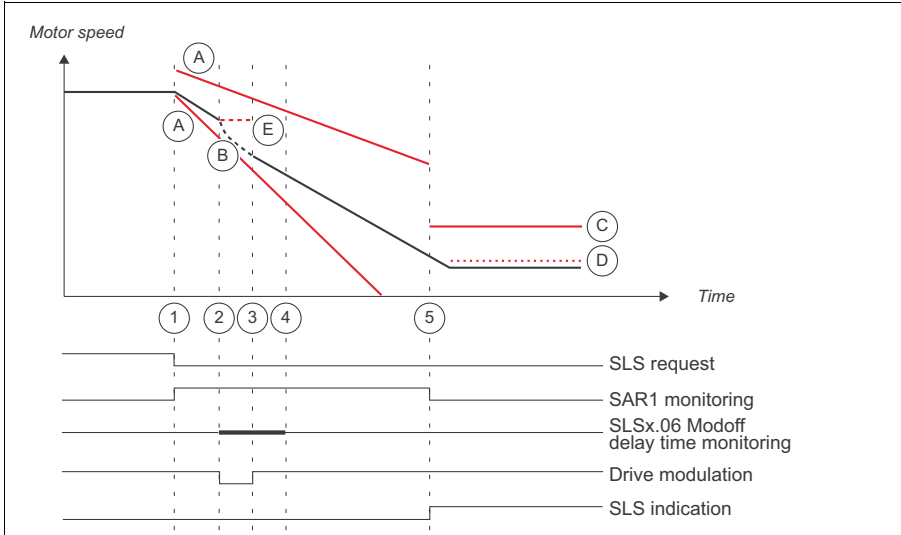 Motor speed
A
A
E
B
C
D
Time
1 2 3 4 5
SLS request
SAR1 monitoring
SLSx.06 Modoff
delay time monitoring
Drive modulation
SLS indication